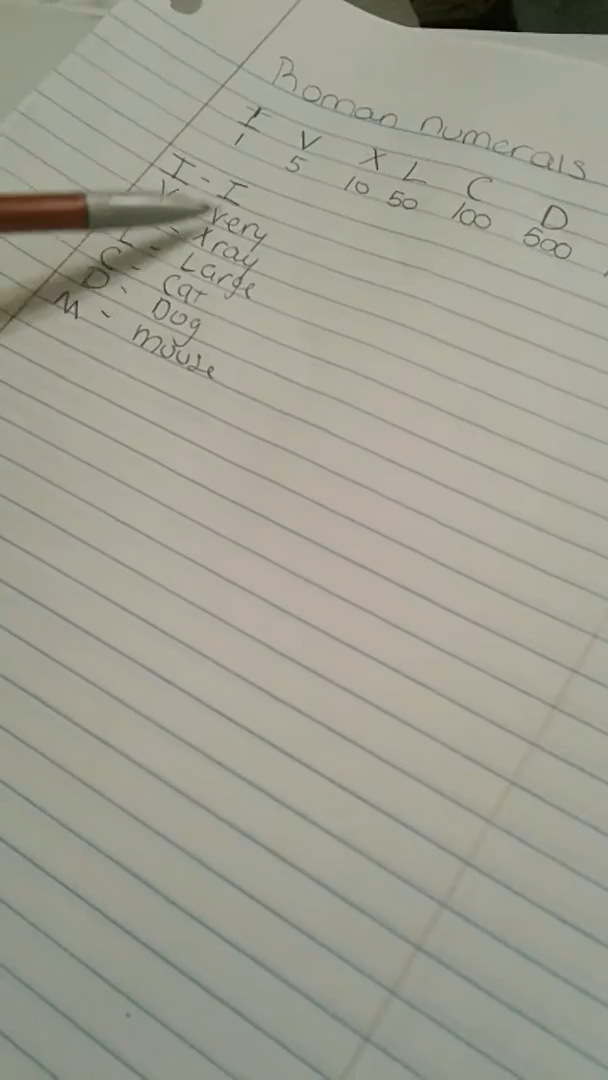 Roman numerals
I V X L C D
1 5 10 50 100 500
I - I
V very
- xray
L - Large
C - Cat
D - Dog
M - mouse